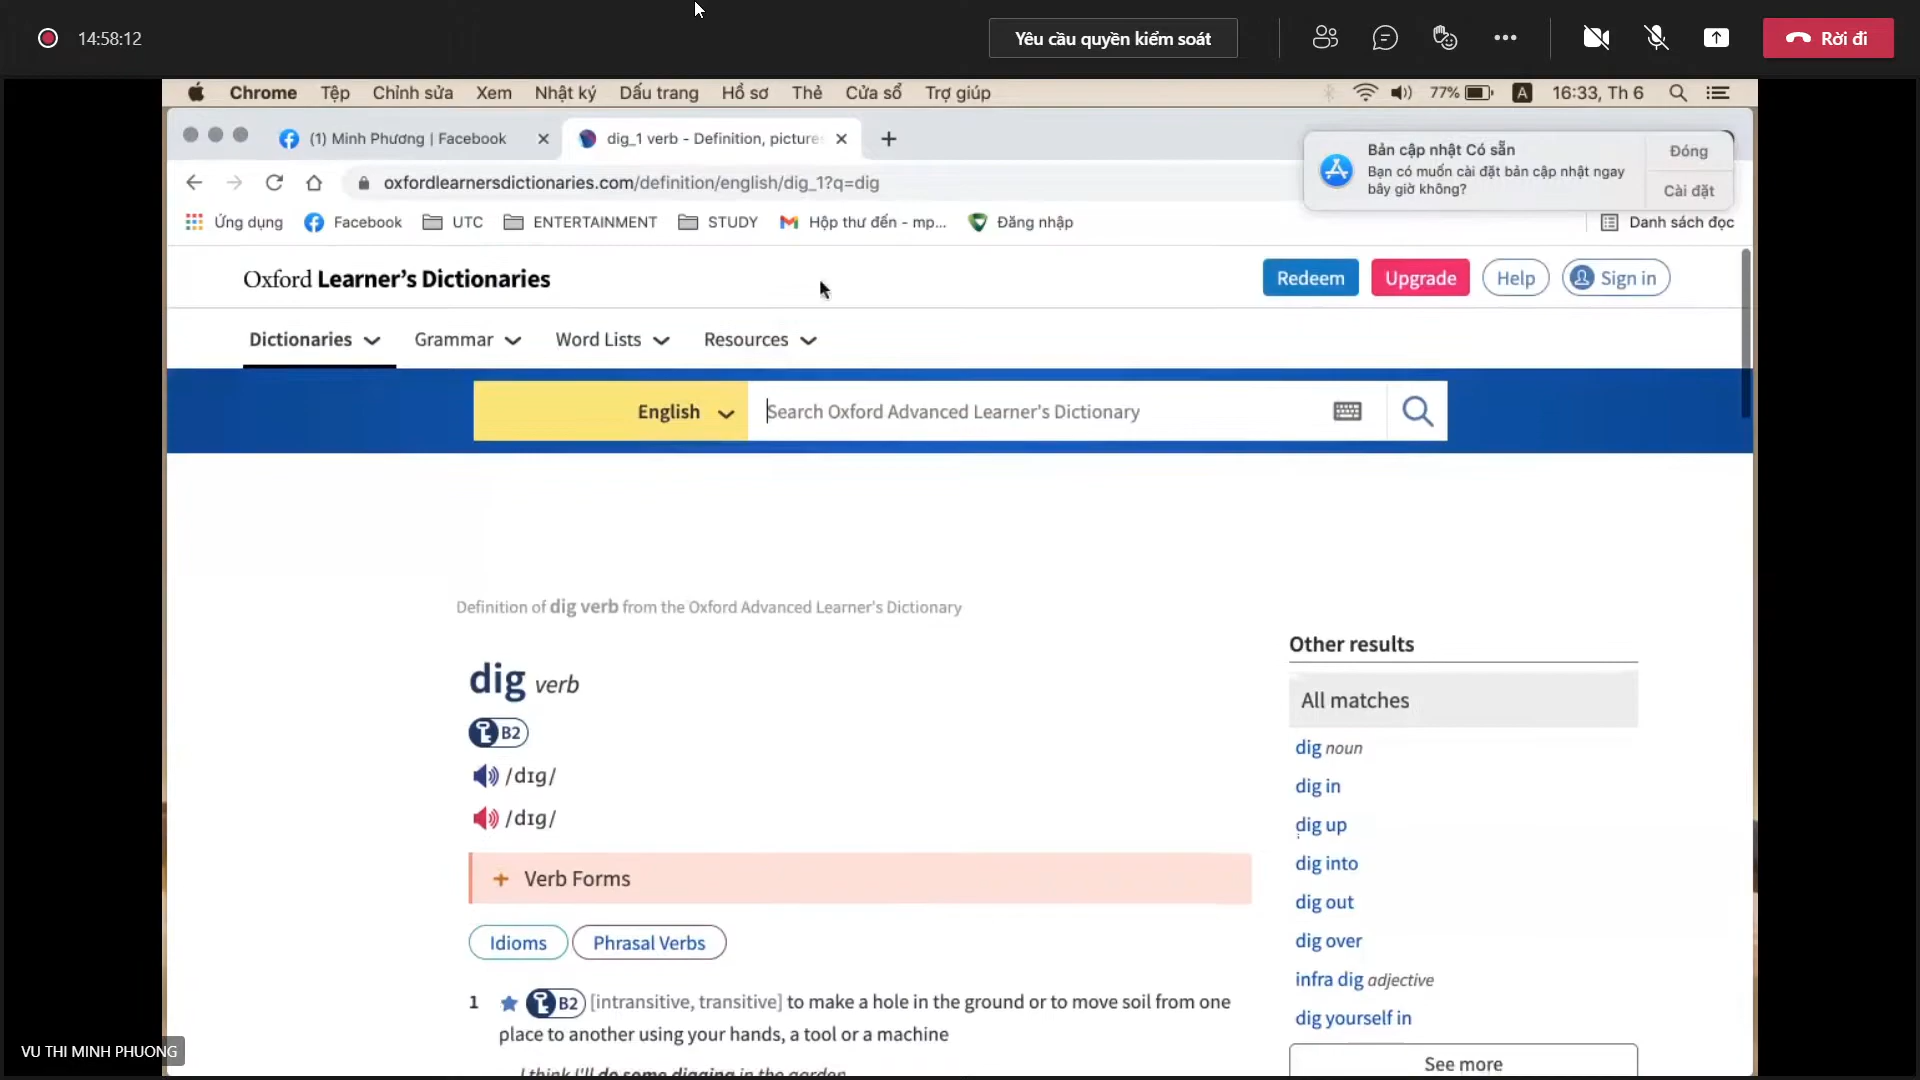 14:58:12
Yêu cầu quyền kiểm soát
Rời đi
Chrome Tệp Chỉnh sửa Xem Nhật ký Dấu trang Hồ sơ Thẻ Cửa sổ Trợ giúp
77% A 16:33, Th 6
(1) Minh Phương | Facebook
dig_1 verb - Definition, pictures
Bản cập nhật Có sẵn
Bạn có muốn cài đặt bản cập nhật ngay
bây giờ không?
Đóng
Cài đặt
oxfordlearnersdictionaries.com/definition/english/dig_1?q=dig
Ứng dụng Facebook UTC ENTERTAINMENT STUDY Hộp thư đến - mp... Đăng nhập Danh sách đọc
Oxford Learner's Dictionaries
Redeem Upgrade Help Sign in
Dictionaries Grammar Word Lists Resources
English Search Oxford Advanced Learner's Dictionary
Definition of dig verb from the Oxford Advanced Learner's Dictionary
dig verb
B2
/dɪɡ/
/dɪɡ/
+ Verb Forms
Idioms Phrasal Verbs
1 B2 [intransitive, transitive] to make a hole in the ground or to move soil from one
place to another using your hands, a tool or a machine
I think I'll do some digging in the garden.
Other results
All matches
dig noun
dig in
dig up
dig into
dig out
dig over
infra dig adjective
dig yourself in
See more
VU THI MINH PHUONG